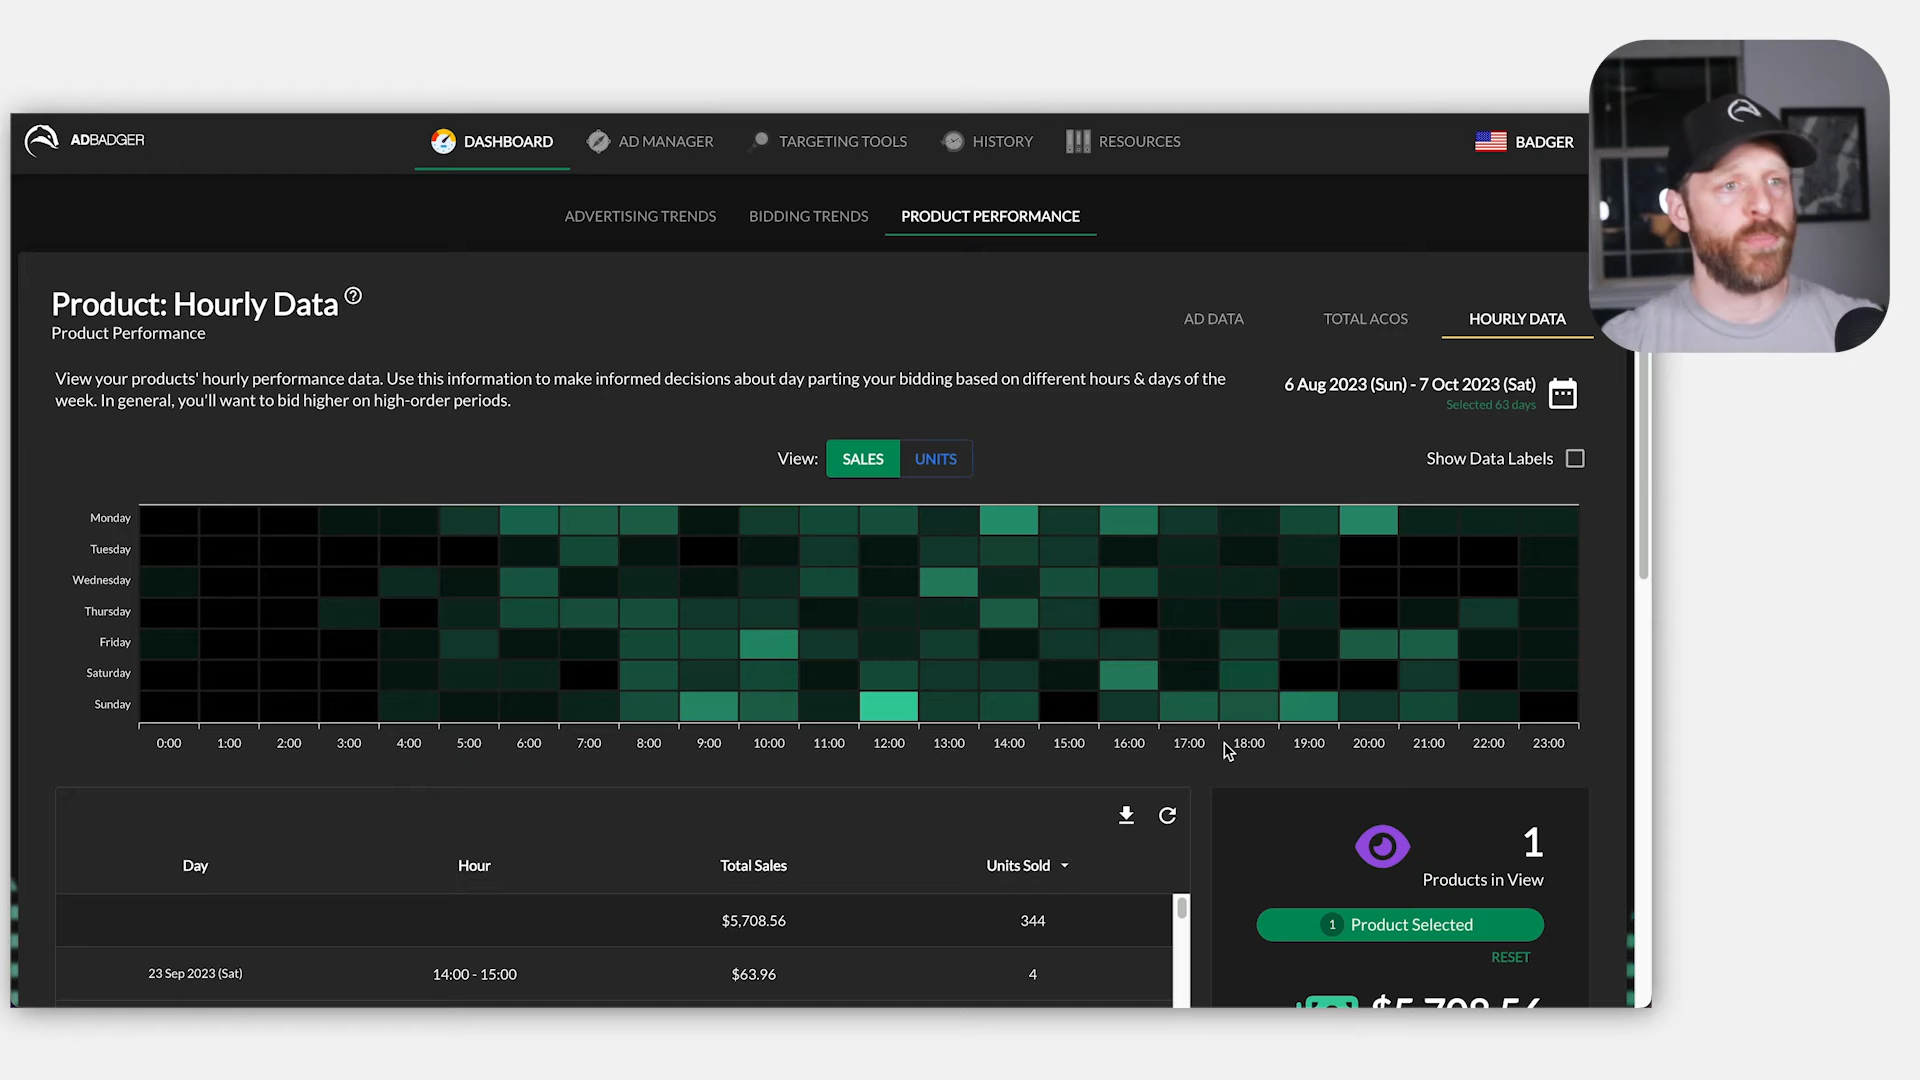 ADBADGER
DASHBOARD
AD MANAGER
TARGETING TOOLS
HISTORY
RESOURCES
BADGER
ADVERTISING TRENDS
BIDDING TRENDS
PRODUCT PERFORMANCE
Product: Hourly Data ?
Product Performance
AD DATA
TOTAL ACOS
HOURLY DATA
View your products' hourly performance data. Use this information to make informed decisions about day parting your bidding based on different hours & days of the
week. In general, you'll want to bid higher on high-order periods.
6 Aug 2023 (Sun) - 7 Oct 2023 (Sat)
Selected 63 days
View: SALES UNITS
Show Data Labels
Monday
Tuesday
Wednesday
Thursday
Friday
Saturday
Sunday
0:00 1:00 2:00 3:00 4:00 5:00 6:00 7:00 8:00 9:00 10:00 11:00 12:00 13:00 14:00 15:00 16:00 17:00 18:00 19:00 20:00 21:00 22:00 23:00
Day Hour Total Sales Units Sold
$5,708.56 344
23 Sep 2023 (Sat) 14:00 - 15:00 $63.96 4
1
Products in View
1 Product Selected
RESET
$5,708.56